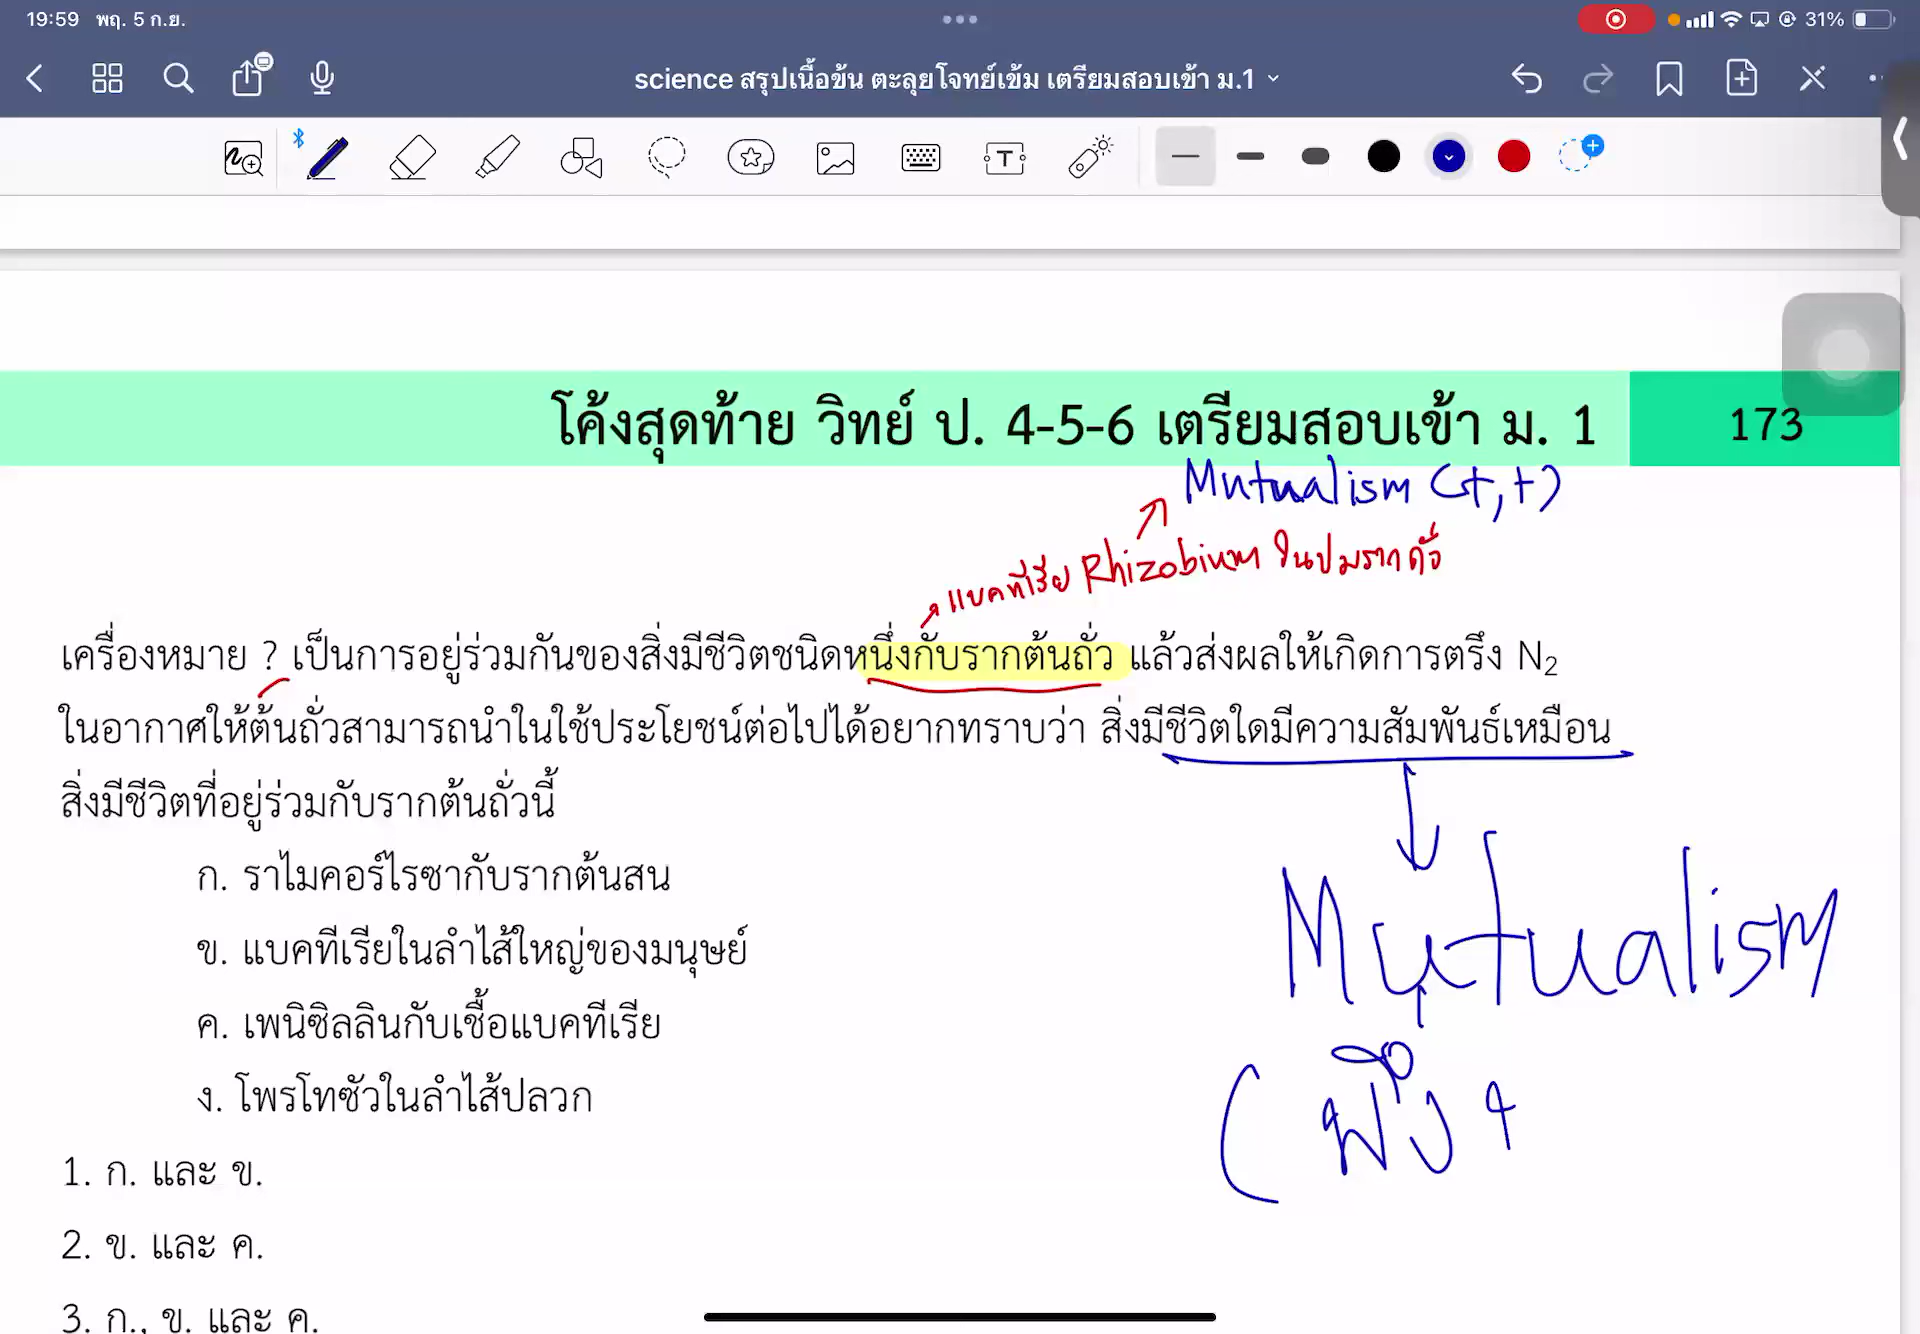 19:59 พฤ. 5 ก.ย.
31%
science สรุปเนื้อข้น ตะลุยโจทย์เข้ม เตรียมสอบเข้า ม.1
โค้งสุดท้าย วิทย์ ป. 4-5-6 เตรียมสอบเข้า ม. 1 173
Mutualism (+,+)
แบคทีเรีย Rhizobium ในปมรากถั่ว
เครื่องหมาย ? เป็นการอยู่ร่วมกันของสิ่งมีชีวิตชนิดหนึ่งกับรากต้นถั่ว แล้วส่งผลให้เกิดการตรึง N₂
ในอากาศให้ต้นถั่วสามารถนำในใช้ประโยชน์ต่อไปได้อยากทราบว่า สิ่งมีชีวิตใดมีความสัมพันธ์เหมือน
สิ่งมีชีวิตที่อยู่ร่วมกับรากต้นถั่วนี้
ก. ราไมคอร์ไรซากับรากต้นสน
Mutualism
ข. แบคทีเรียในลำไส้ใหญ่ของมนุษย์
ค. เพนิซิลลินกับเชื้อแบคทีเรีย
ง. โพรโทซัวในลำไส้ปลวก
1. ก. และ ข.
2. ข. และ ค.
3. ก., ข. และ ค.